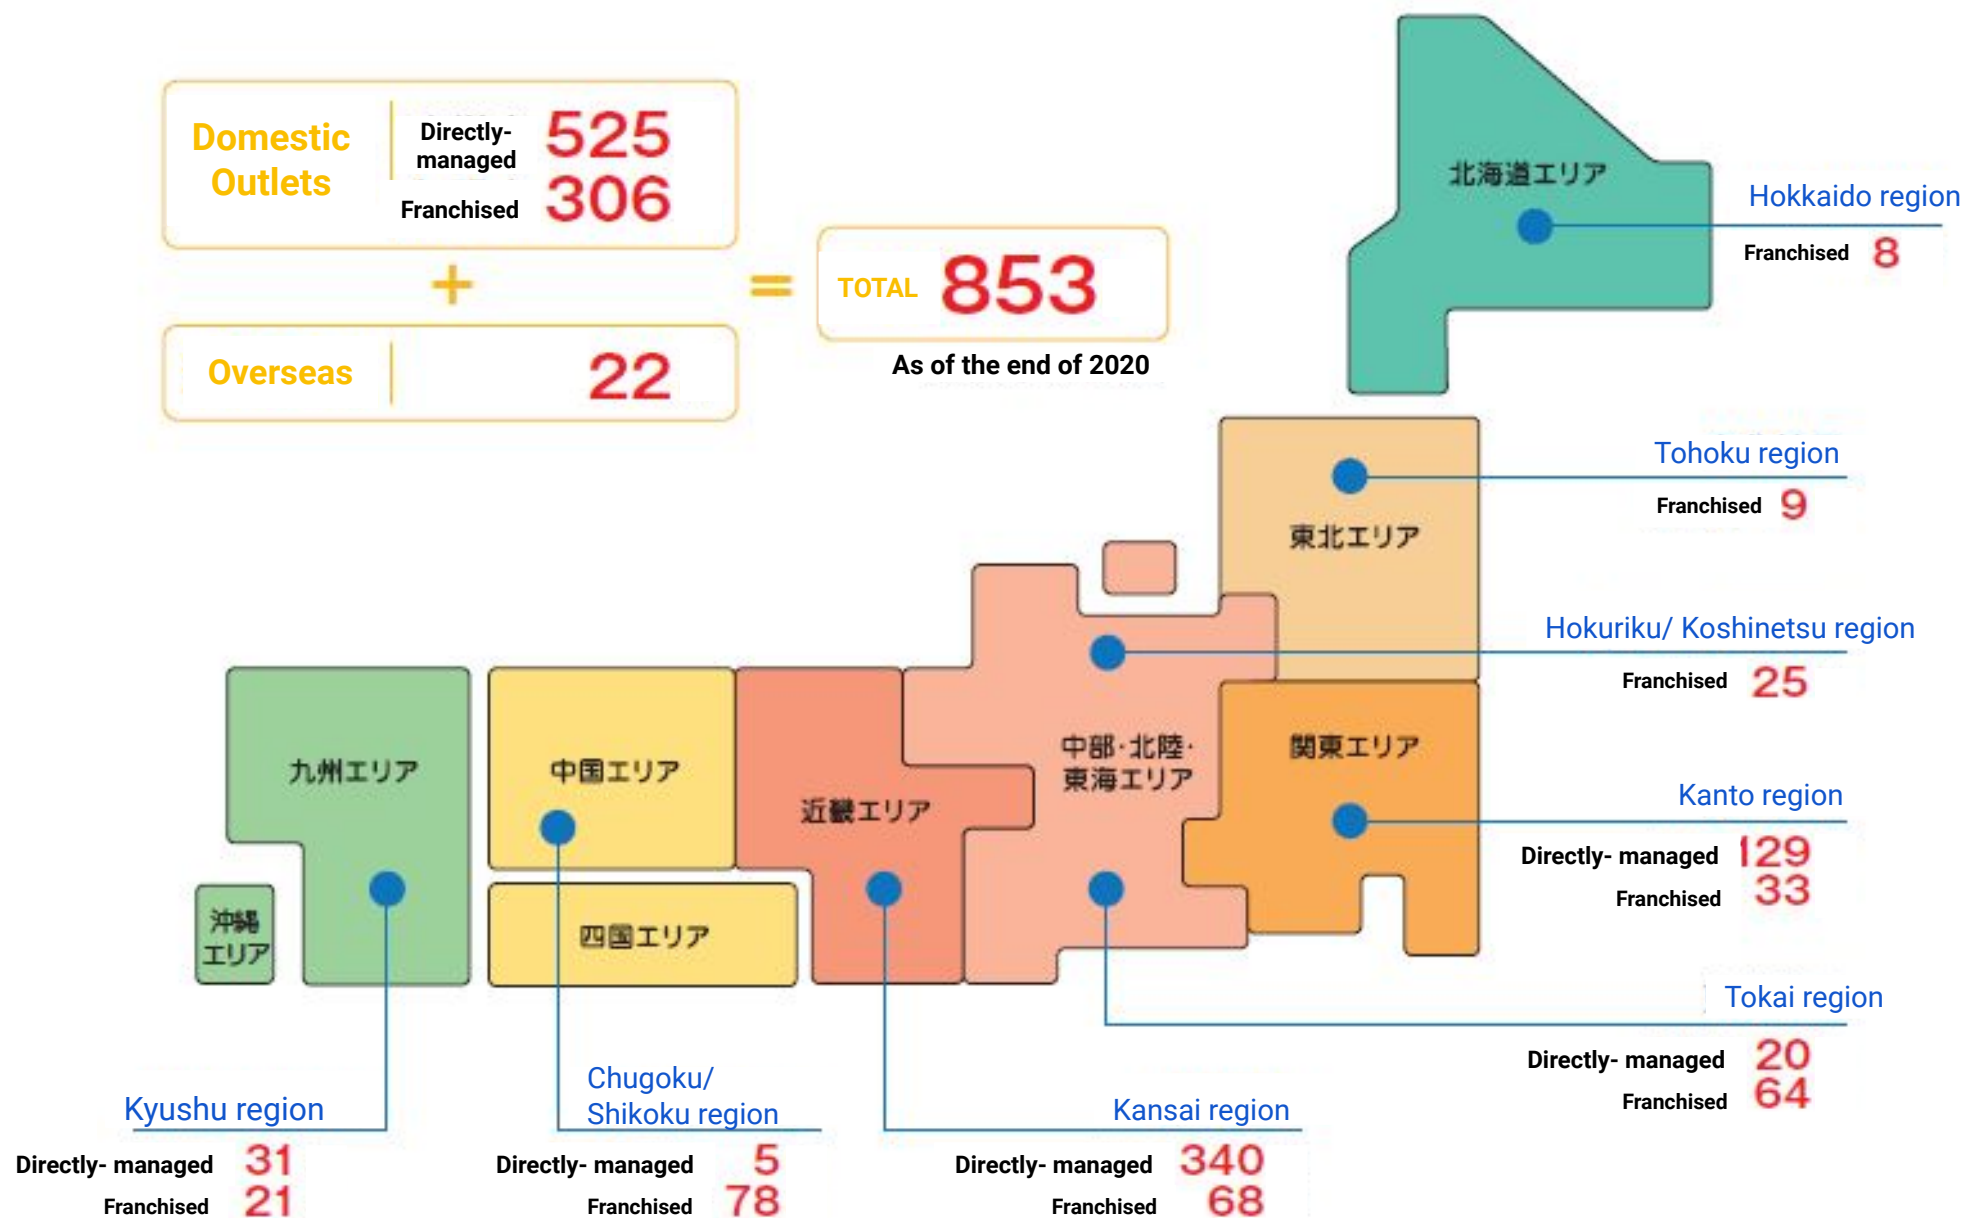 Domestic
Outlets
Directly-
managed
525
Franchised
306
+
Overseas
22
=
TOTAL
853
As of the end of 2020
北海道エリア
Hokkaido region
Franchised 8
Tohoku region
Franchised 9
東北エリア
Hokuriku/ Koshinetsu region
Franchised 25
中部・北陸・
東海エリア
関東エリア
Kanto region
Directly- managed 129
Franchised 33
九州エリア
中国エリア
近畿エリア
沖縄
エリア
四国エリア
Tokai region
Directly- managed 20
Franchised 64
Kyushu region
Directly- managed 31
Franchised 21
Chugoku/
Shikoku region
Directly- managed 5
Franchised 78
Kansai region
Directly- managed 340
Franchised 68